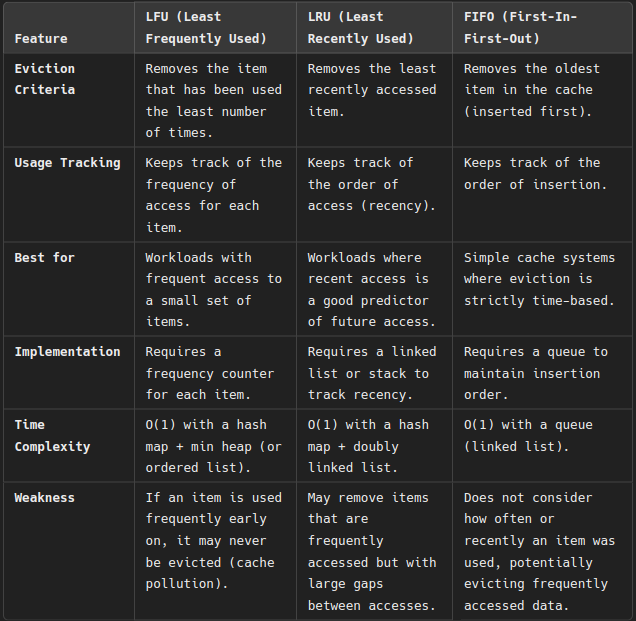 Feature
LFU (Least
Frequently Used)
LRU (Least
Recently Used)
FIFO (First-In-
First-Out)
Eviction
Criteria
Removes the item
that has been used
the least number
of times.
Removes the least
recently accessed
item.
Removes the oldest
item in the cache
(inserted first).
Usage Tracking
Keeps track of the
frequency of
access for each
item.
Keeps track of
the order of
access (recency).
Keeps track of the
order of insertion.
Best for
Workloads with
frequent access to
a small set of
items.
Workloads where
recent access is
a good predictor
of future access.
Simple cache systems
where eviction is
strictly time-based.
Implementation
Requires a
frequency counter
for each item.
Requires a linked
list or stack to
track recency.
Requires a queue to
maintain insertion
order.
Time
Complexity
O(1) with a hash
map + min heap (or
ordered list).
O(1) with a hash
map + doubly
linked list.
O(1) with a queue
(linked list).
Weakness
If an item is used
frequently early
on, it may never
be evicted (cache
pollution).
May remove items
that are
frequently
accessed but with
large gaps
between accesses.
Does not consider
how often or
recently an item was
used, potentially
evicting frequently
accessed data.